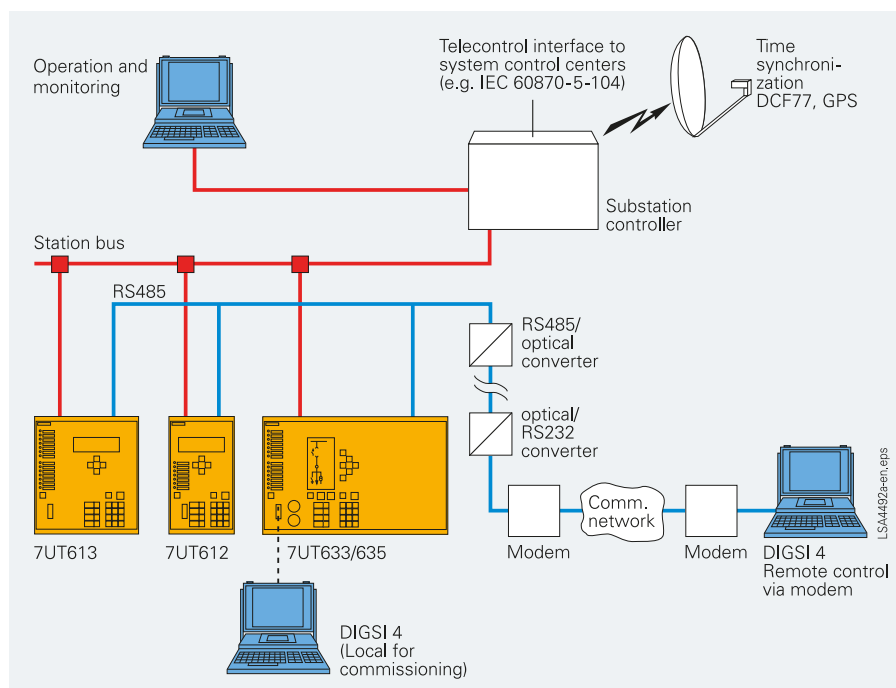 Operation and
monitoring
Telecontrol interface to
system control centers
(e.g. IEC 60870-5-104)
Time
synchroni-
zation
DCF77, GPS
Substation
controller
Station bus
RS485
RS485/
optical
converter
optical/
RS232
converter
7UT613
7UT612
7UT633/635
Modem
Comm.
network
Modem
DIGSI 4
Remote control
via modem
DIGSI 4
(Local for
commissioning)
LSA4492a-en.eps